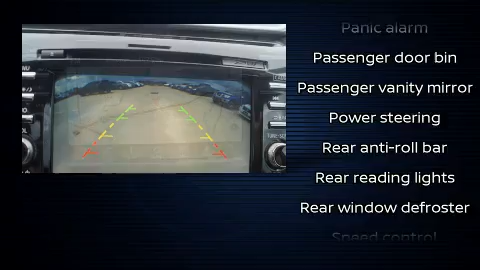 Panic alarm
Passenger door bin
Passenger vanity mirror
Power steering
Rear anti-roll bar
Rear reading lights
Rear window defroster
Speed control